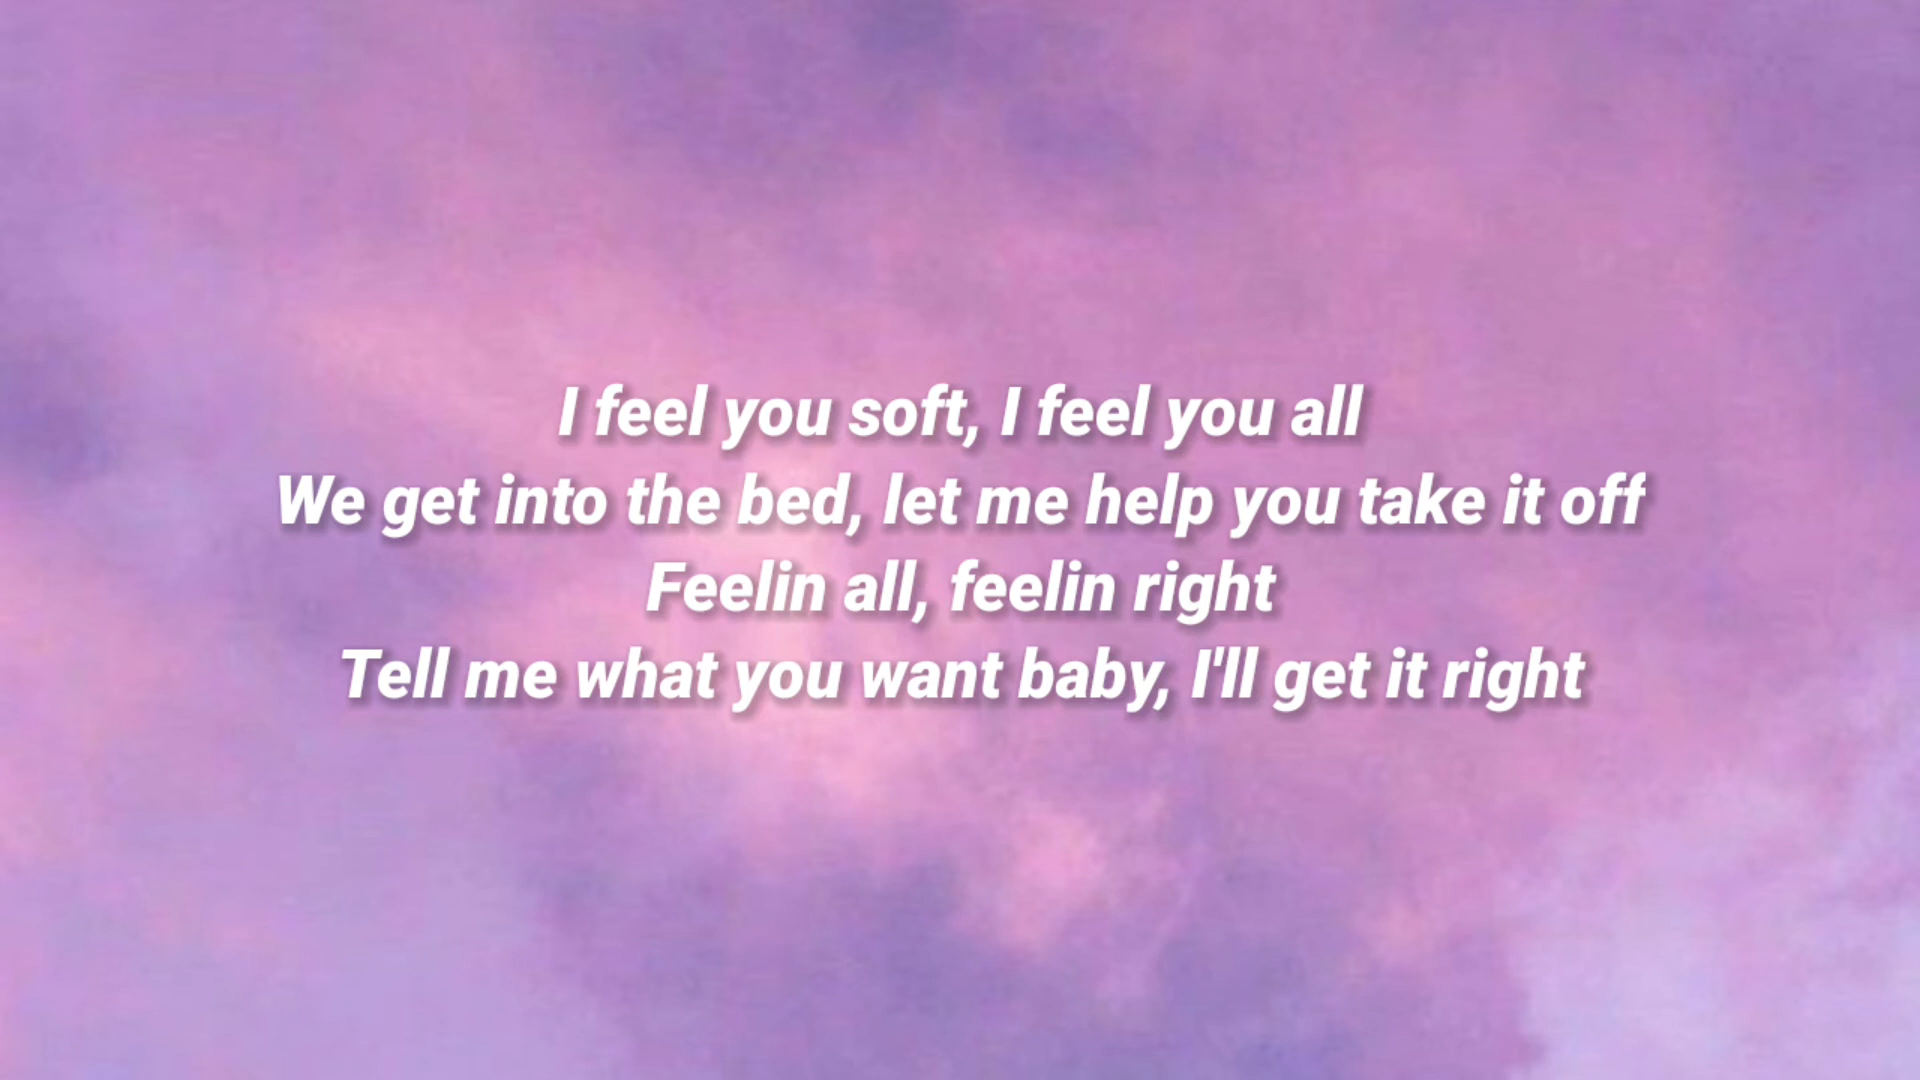 I feel you soft, I feel you all
We get into the bed, let me help you take it off
Feelin all, feelin right
Tell me what you want baby, I'll get it right